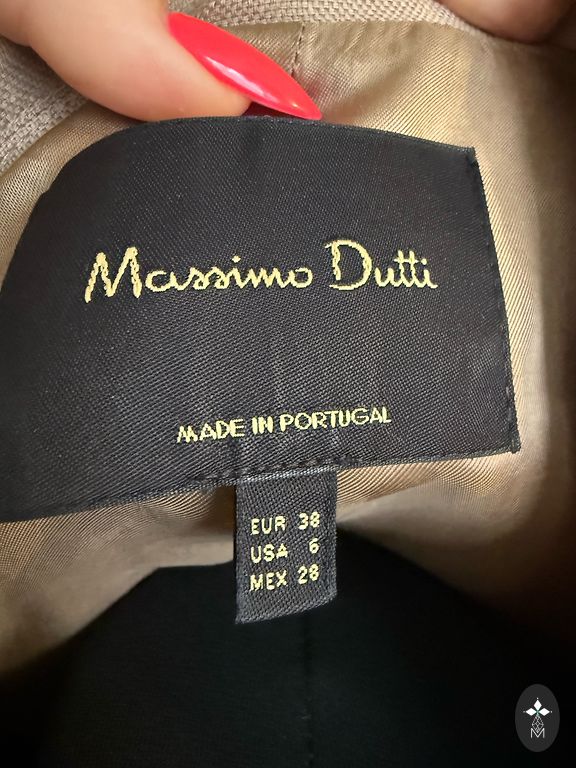 Massimo Dutti
MADE IN PORTUGAL
EUR 38
USA 6
MEX 28
M